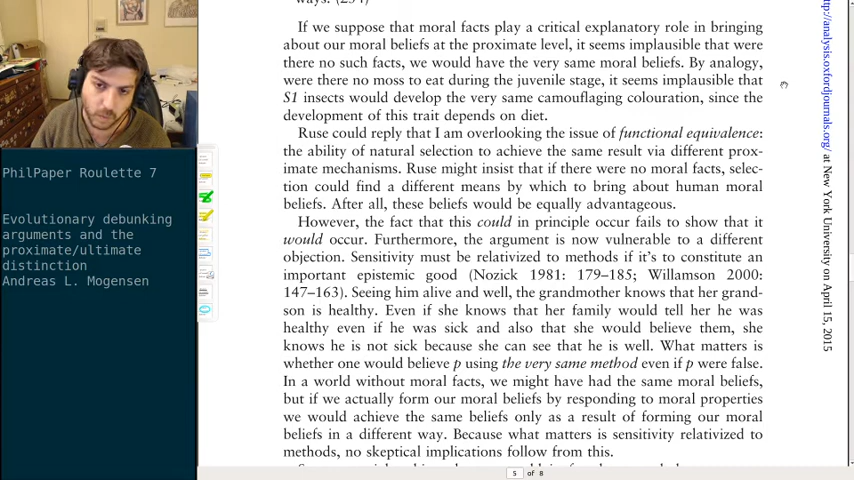 ways. (254)
If we suppose that moral facts play a critical explanatory role in bringing
about our moral beliefs at the proximate level, it seems implausible that were
there no such facts, we would have the very same moral beliefs. By analogy,
were there no moss to eat during the juvenile stage, it seems implausible that
S1 insects would develop the very same camouflaging colouration, since the
development of this trait depends on diet.
Ruse could reply that I am overlooking the issue of functional equivalence:
the ability of natural selection to achieve the same result via different prox-
imate mechanisms. Ruse might insist that if there were no moral facts, selec-
tion could find a different means by which to bring about human moral
beliefs. After all, these beliefs would be equally advantageous.
However, the fact that this could in principle occur fails to show that it
would occur. Furthermore, the argument is now vulnerable to a different
objection. Sensitivity must be relativized to methods if it's to constitute an
important epistemic good (Nozick 1981: 179–185; Willamson 2000:
147–163). Seeing him alive and well, the grandmother knows that her grand-
son is healthy. Even if she knows that her family would tell her he was
healthy even if he was sick and also that she would believe them, she
knows he is not sick because she can see that he is well. What matters is
whether one would believe p using the very same method even if p were false.
In a world without moral facts, we might have had the same moral beliefs,
but if we actually form our moral beliefs by responding to moral properties
we would achieve the same beliefs only as a result of forming our moral
beliefs in a different way. Because what matters is sensitivity relativized to
methods, no skeptical implications follow from this.
http://analysis.oxfordjournals.org/ at New York University on April 15, 2015
PhilPaper Roulette 7
Evolutionary debunking
arguments and the
proximate/ultimate
distinction
Andreas L. Mogensen
5 of 8